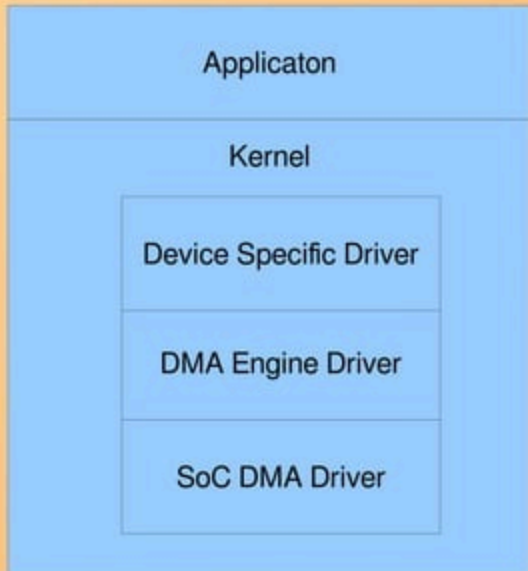 Applicaton
Kernel
Device Specific Driver
DMA Engine Driver
SoC DMA Driver